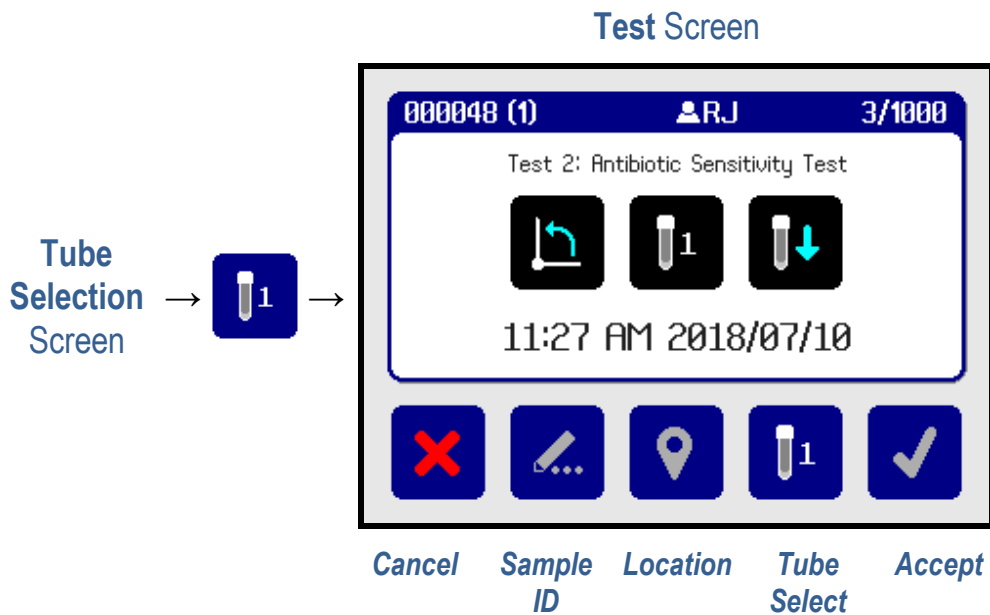 Test Screen
000048 (1) RJ 3/1000
Test 2: Antibiotic Sensitivity Test
1
11:27 AM 2018/07/10
Tube
Selection
Screen
→ 1 →
1
Cancel Sample ID Location Tube Select Accept